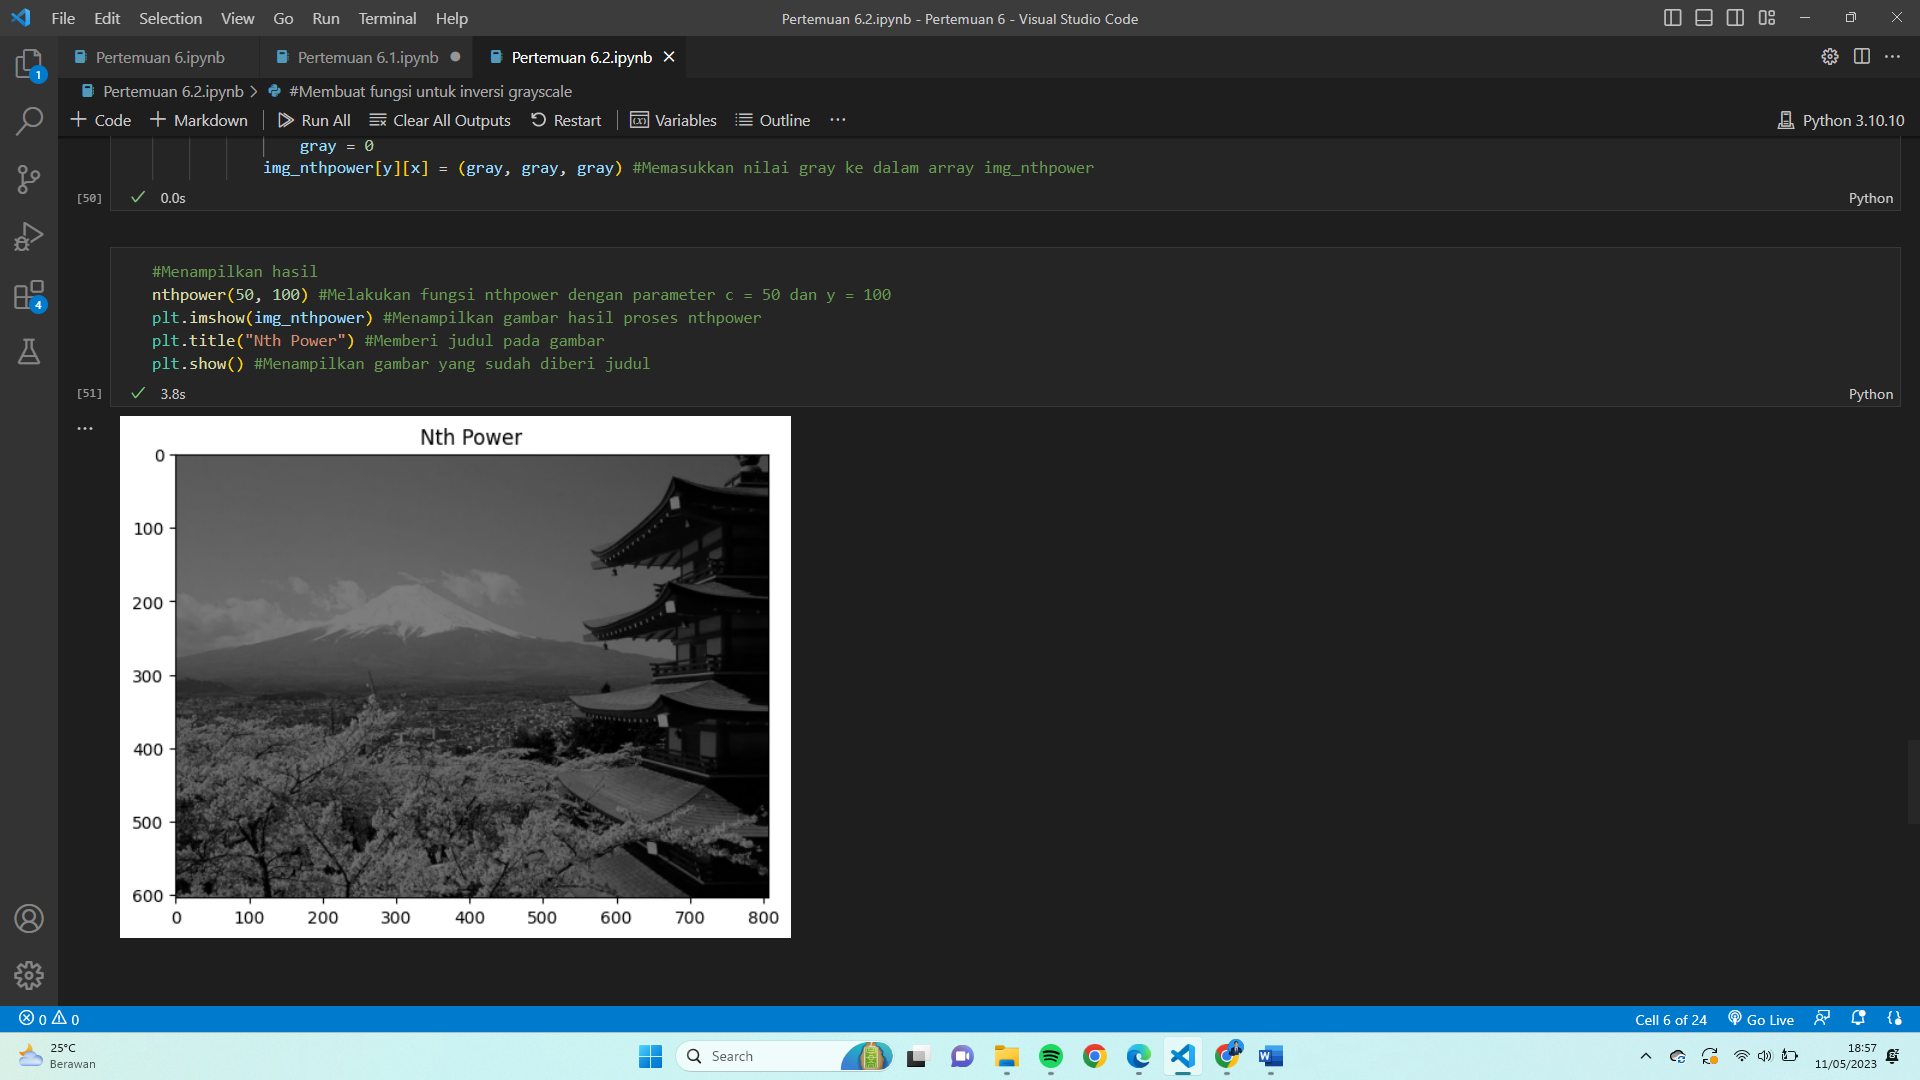 File Edit Selection View Go Run Terminal Help
Pertemuan 6.2.ipynb - Pertemuan 6 - Visual Studio Code
Pertemuan 6.ipynb
Pertemuan 6.1.ipynb
Pertemuan 6.2.ipynb
Pertemuan 6.2.ipynb > #Membuat fungsi untuk inversi grayscale
Code Markdown Run All Clear All Outputs Restart Variables Outline ...
Python 3.10.10
gray = 0
img_nthpower[y][x] = (gray, gray, gray) #Memasukkan nilai gray ke dalam array img_nthpower
[50] 0.0s Python
#Menampilkan hasil
nthpower(50, 100) #Melakukan fungsi nthpower dengan parameter c = 50 dan y = 100
plt.imshow(img_nthpower) #Menampilkan gambar hasil proses nthpower
plt.title("Nth Power") #Memberi judul pada gambar
plt.show() #Menampilkan gambar yang sudah diberi judul
[51] 3.8s Python
Nth Power
0
100
200
300
400
500
600
0 100 200 300 400 500 600 700 800
1
4
0 0
Cell 6 of 24 Go Live
25°C
Berawan
Search
18:57
11/05/2023